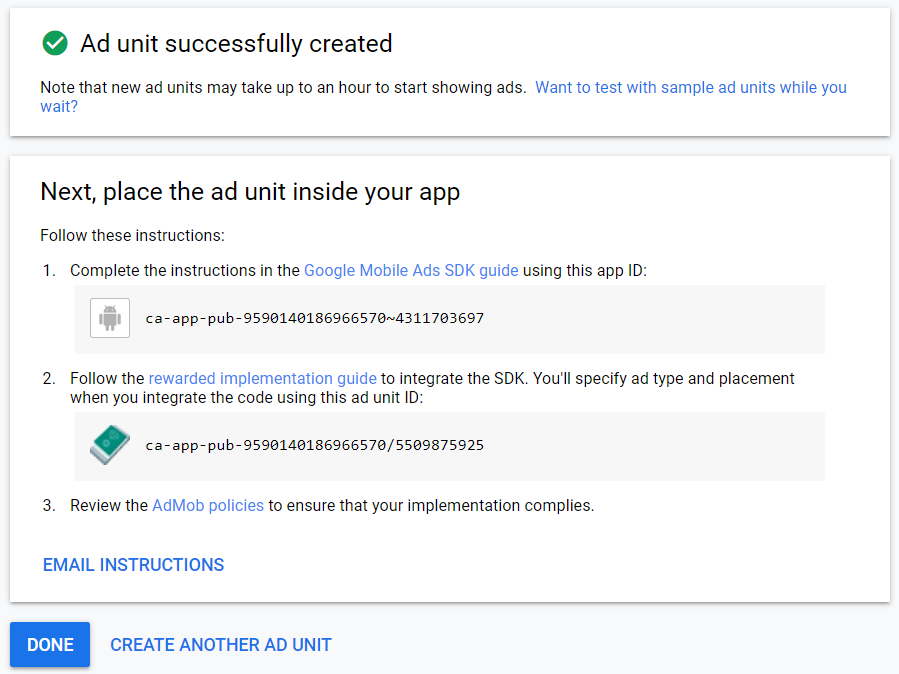 Ad unit successfully created
Note that new ad units may take up to an hour to start showing ads. Want to test with sample ad units while you
wait?
Next, place the ad unit inside your app
Follow these instructions:
1. Complete the instructions in the Google Mobile Ads SDK guide using this app ID:
ca-app-pub-9590140186966570~4311703697
2. Follow the rewarded implementation guide to integrate the SDK. You'll specify ad type and placement
when you integrate the code using this ad unit ID:
ca-app-pub-9590140186966570/5509875925
3. Review the AdMob policies to ensure that your implementation complies.
EMAIL INSTRUCTIONS
DONE CREATE ANOTHER AD UNIT